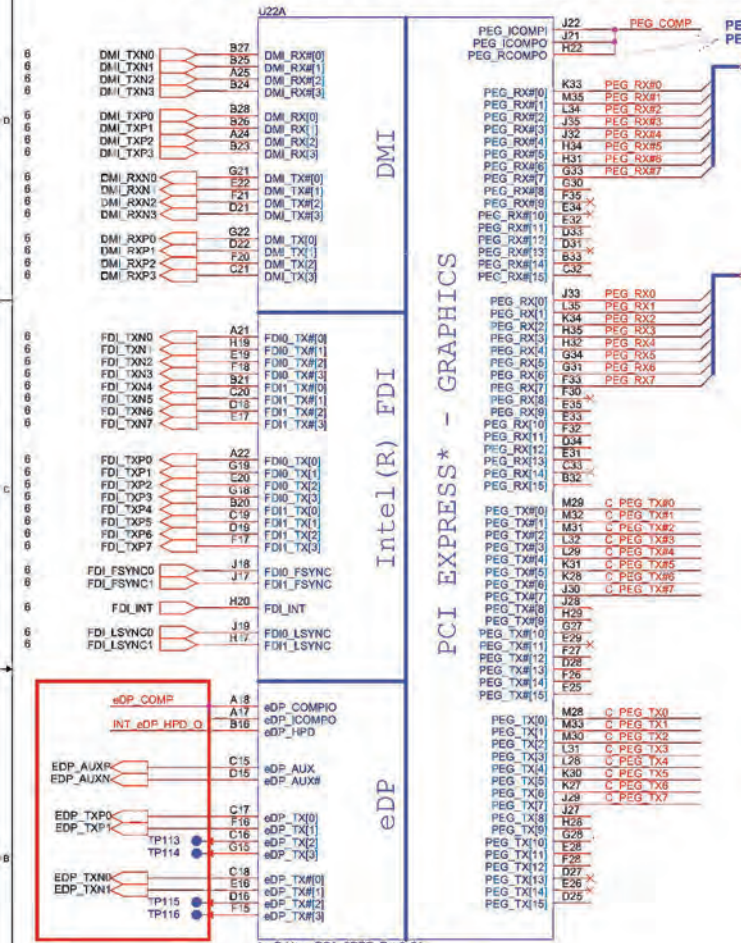 U22A
PEG_ICOMPI J22 PEG_COMP
PEG_ICOMPO J21
PEG_RCOMPO H22
PE
PE
D
6 DMI_TXN0 B27 DMI_RX#[0]
6 DMI_TXN1 B25 DMI_RX#[1]
6 DMI_TXN2 A25 DMI_RX#[2]
6 DMI_TXN3 B24 DMI_RX#[3]
6 DMI_TXP0 B28 DMI_RX[0]
6 DMI_TXP1 B26 DMI_RX[1]
6 DMI_TXP2 A24 DMI_RX[2]
6 DMI_TXP3 B23 DMI_RX[3]
6 DMI_RXN0 G21 DMI_TX#[0]
6 DMI_RXN1 E22 DMI_TX#[1]
6 DMI_RXN2 F21 DMI_TX#[2]
6 DMI_RXN3 D21 DMI_TX#[3]
6 DMI_RXP0 G22 DMI_TX[0]
6 DMI_RXP1 D22 DMI_TX[1]
6 DMI_RXP2 F20 DMI_TX[2]
6 DMI_RXP3 C21 DMI_TX[3]
DMI
6 FDI_TXN0 A21 FDI0_TX#[0]
6 FDI_TXN1 H19 FDI0_TX#[1]
6 FDI_TXN2 E19 FDI0_TX#[2]
6 FDI_TXN3 F18 FDI0_TX#[3]
6 FDI_TXN4 B21 FDI1_TX#[0]
6 FDI_TXN5 C20 FDI1_TX#[1]
6 FDI_TXN6 D18 FDI1_TX#[2]
6 FDI_TXN7 E17 FDI1_TX#[3]
C
6 FDI_TXP0 A22 FDI0_TX[0]
6 FDI_TXP1 G19 FDI0_TX[1]
6 FDI_TXP2 E20 FDI0_TX[2]
6 FDI_TXP3 G18 FDI0_TX[3]
6 FDI_TXP4 B20 FDI1_TX[0]
6 FDI_TXP5 C19 FDI1_TX[1]
6 FDI_TXP6 D19 FDI1_TX[2]
6 FDI_TXP7 F17 FDI1_TX[3]
6 FDI_FSYNC0 J18 FDI0_FSYNC
6 FDI_FSYNC1 J17 FDI1_FSYNC
6 FDI_INT H20 FDI_INT
6 FDI_LSYNC0 J19 FDI0_LSYNC
6 FDI_LSYNC1 H17 FDI1_LSYNC
Intel(R) FDI
eDP_COMP A18 eDP_COMPIO
A17 eDP_ICOMPO
INT_eDP_HPD_Q B16 eDP_HPD
EDP_AUXP C15 eDP_AUX
EDP_AUXN D15 eDP_AUX#
B
EDP_TXP0 C17 eDP_TX[0]
EDP_TXP1 F16 eDP_TX[1]
TP113 C16 eDP_TX[2]
TP114 G15 eDP_TX[3]
EDP_TXN0 C18 eDP_TX#[0]
EDP_TXN1 E16 eDP_TX#[1]
TP115 D16 eDP_TX#[2]
TP116 F15 eDP_TX#[3]
eDP
PCI EXPRESS* - GRAPHICS
PEG_RX#[0] K33 PEG_RX#0
PEG_RX#[1] M35 PEG_RX#1
PEG_RX#[2] L34 PEG_RX#2
PEG_RX#[3] J35 PEG_RX#3
PEG_RX#[4] J32 PEG_RX#4
PEG_RX#[5] H34 PEG_RX#5
PEG_RX#[6] H31 PEG_RX#6
PEG_RX#[7] G33 PEG_RX#7
PEG_RX#[8] G30
PEG_RX#[9] F35
PEG_RX#[10] E34
PEG_RX#[11] E32
PEG_RX#[12] D33
PEG_RX#[13] D31
PEG_RX#[14] B33
PEG_RX#[15] C32
PEG_RX[0] J33 PEG_RX0
PEG_RX[1] L35 PEG_RX1
PEG_RX[2] K34 PEG_RX2
PEG_RX[3] H35 PEG_RX3
PEG_RX[4] H32 PEG_RX4
PEG_RX[5] G34 PEG_RX5
PEG_RX[6] G31 PEG_RX6
PEG_RX[7] F33 PEG_RX7
PEG_RX[8] F30
PEG_RX[9] E35
PEG_RX[10] E33
PEG_RX[11] F32
PEG_RX[12] D34
PEG_RX[13] E31
PEG_RX[14] C33
PEG_RX[15] B32
PEG_TX#[0] M29 C_PEG_TX#0
PEG_TX#[1] M32 C_PEG_TX#1
PEG_TX#[2] M31 C_PEG_TX#2
PEG_TX#[3] L32 C_PEG_TX#3
PEG_TX#[4] L29 C_PEG_TX#4
PEG_TX#[5] K31 C_PEG_TX#5
PEG_TX#[6] K28 C_PEG_TX#6
PEG_TX#[7] J30 C_PEG_TX#7
PEG_TX#[8] J28
PEG_TX#[9] H29
PEG_TX#[10] G27
PEG_TX#[11] E29
PEG_TX#[12] F27
PEG_TX#[13] D28
PEG_TX#[14] F26
PEG_TX#[15] E25
PEG_TX[0] M28 C_PEG_TX0
PEG_TX[1] M33 C_PEG_TX1
PEG_TX[2] M30 C_PEG_TX2
PEG_TX[3] L31 C_PEG_TX3
PEG_TX[4] L28 C_PEG_TX4
PEG_TX[5] K30 C_PEG_TX5
PEG_TX[6] K27 C_PEG_TX6
PEG_TX[7] J29 C_PEG_TX7
PEG_TX[8] J27
PEG_TX[9] H28
PEG_TX[10] G28
PEG_TX[11] E28
PEG_TX[12] F28
PEG_TX[13] D27
PEG_TX[14] E26
PEG_TX[15] D25